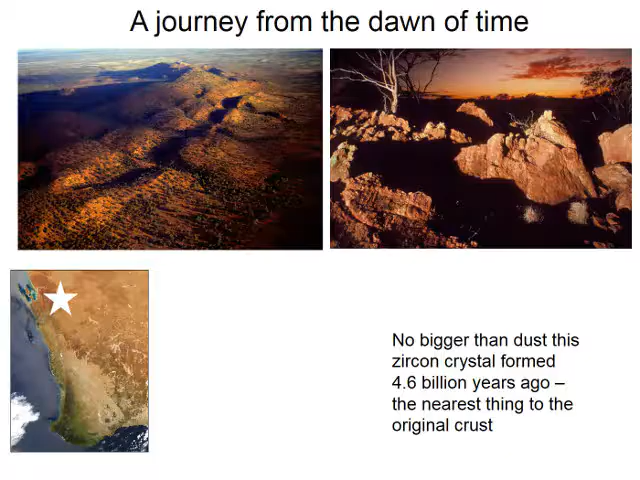 A journey from the dawn of time
No bigger than dust this
zircon crystal formed
4.6 billion years ago –
the nearest thing to the
original crust